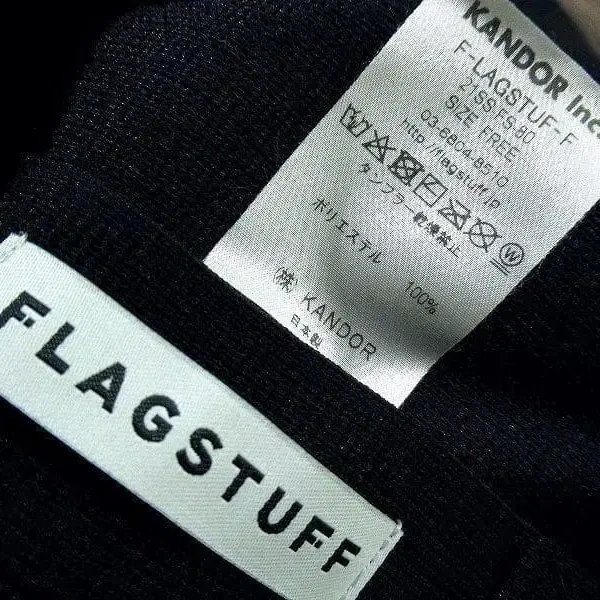 KANDOR Inc.
F-LAGSTUF-F
21SS FS-80
SIZE FREE
03-6804-8510
http://flagstuff.jp
タンブラー乾燥禁止
ポリエステル 100%
(株) KANDOR
日本製
FLAGSTUFF